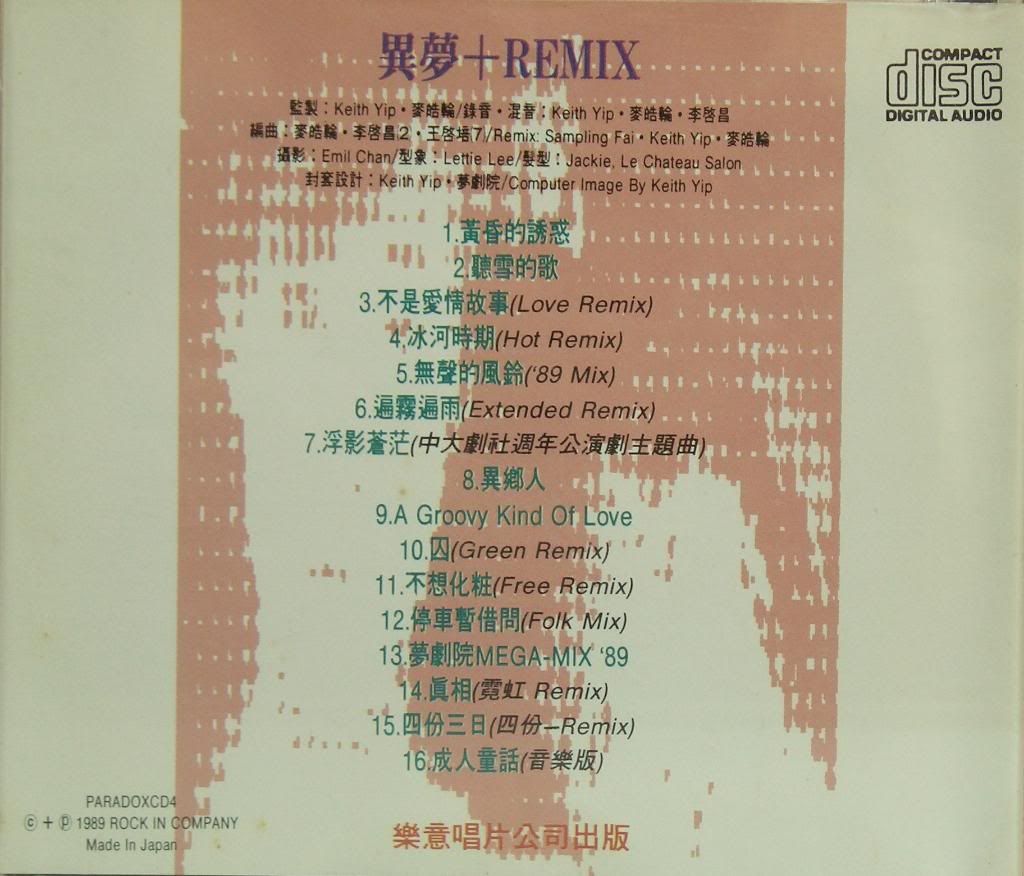 異夢＋REMIX
COMPACT
disc
DIGITAL AUDIO
監製：Keith Yip・麥皓輪/錄音・混音：Keith Yip・麥皓輪・李啓昌
編曲：麥皓輪・李啓昌(2)・王啓培(7)/Remix: Sampling Fai・Keith Yip・麥皓輪
攝影：Emil Chan/型象：Lettie Lee/髮型：Jackie, Le Chateau Salon
封套設計：Keith Yip・夢劇院/Computer Image By Keith Yip
1.黃昏的誘惑
2.聽雪的歌
3.不是愛情故事(Love Remix)
4.冰河時期(Hot Remix)
5.無聲的風鈴('89 Mix)
6.遍霧遍雨(Extended Remix)
7.浮影蒼茫(中大劇社週年公演劇主題曲)
8.異鄉人
9.A Groovy Kind Of Love
10.囚(Green Remix)
11.不想化粧(Free Remix)
12.停車暫借問(Folk Mix)
13.夢劇院MEGA-MIX '89
14.眞相(霓虹 Remix)
15.四份三日(四份一Remix)
16.成人童話(音樂版)
PARADOXCD4
ⓒ + ⓟ 1989 ROCK IN COMPANY
Made In Japan
樂意唱片公司出版